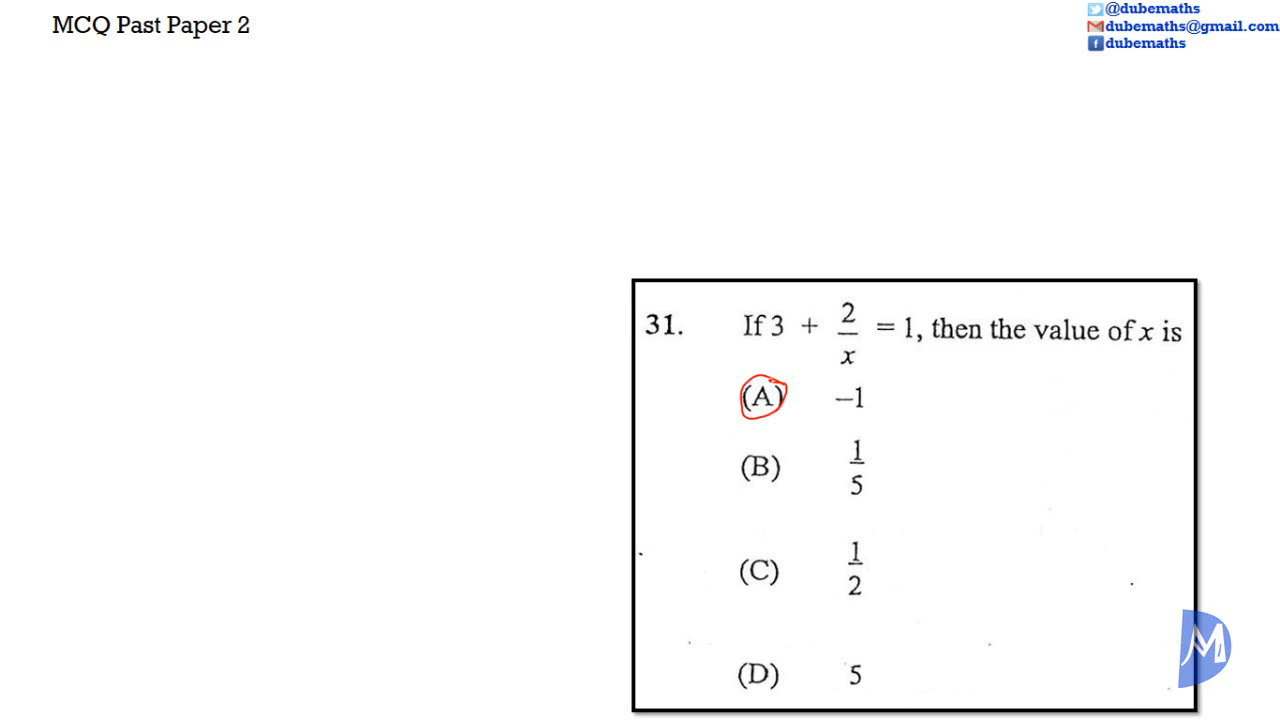 MCQ Past Paper 2
@dubemaths
dubemaths@gmail.com
dubemaths
31. If 3 + 2/x = 1, then the value of x is
(A) –1
(B) 1/5
(C) 1/2
(D) 5